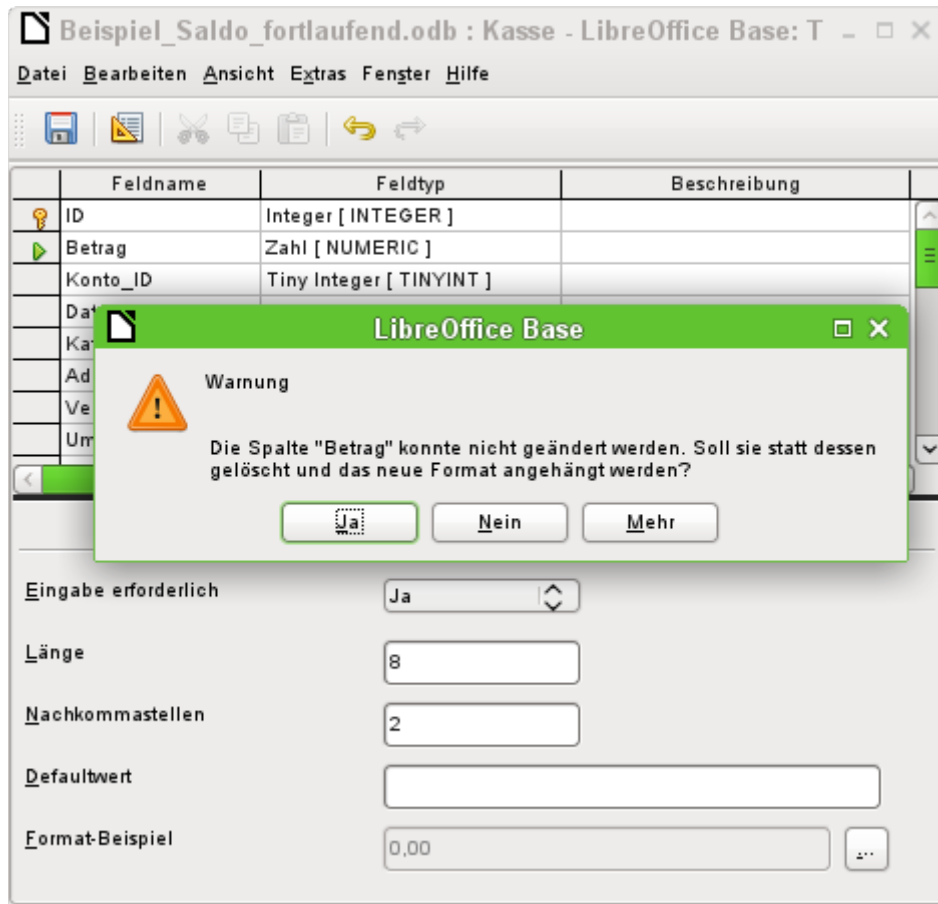 Beispiel_Saldo_fortlaufend.odb : Kasse - LibreOffice Base: T
Datei Bearbeiten Ansicht Extras Fenster Hilfe
Feldname Feldtyp Beschreibung
ID Integer [ INTEGER ]
Betrag Zahl [ NUMERIC ]
Konto_ID Tiny Integer [ TINYINT ]
Dat
Kat
Ad
Ve
Um
LibreOffice Base
Warnung
Die Spalte "Betrag" konnte nicht geändert werden. Soll sie statt dessen
gelöscht und das neue Format angehängt werden?
Ja Nein Mehr
Eingabe erforderlich Ja
Länge 8
Nachkommastellen 2
Defaultwert
Format-Beispiel 0,00 ...